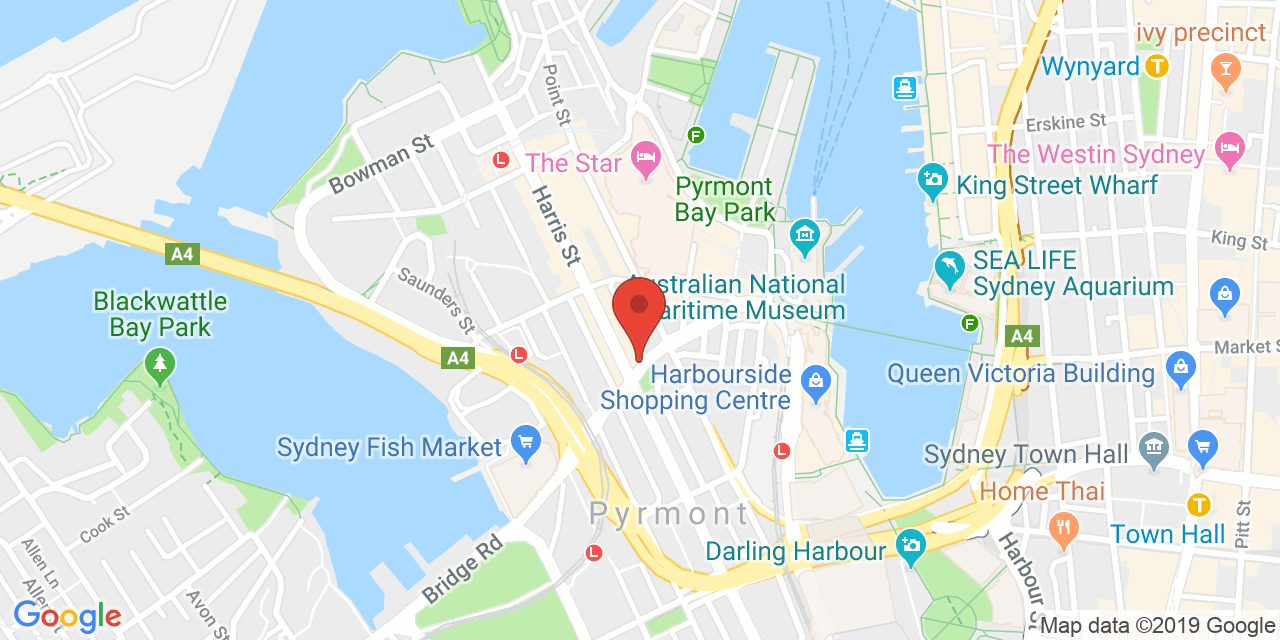 ivy precinct
Wynyard
T
Erskine St
Point St
Bowman St
L
F
The Star
The Westin Sydney
Pyrmont
Bay Park
King Street Wharf
Harris St
King St
A4
SEA LIFE
Sydney Aquarium
Saunders St
Australian National
Maritime Museum
Blackwattle
Bay Park
F
A4
Market S
A4
L
Harbourside
Shopping Centre
Queen Victoria Building
Sydney Fish Market
L
Sydney Town Hall
Home Thai
T
Town Hall
Pitt St
Cook St
Pyrmont
Darling Harbour
L
Bridge Rd
Harbour S
Allen Ln
Allen
Avon St
Google
Map data ©2019 Google